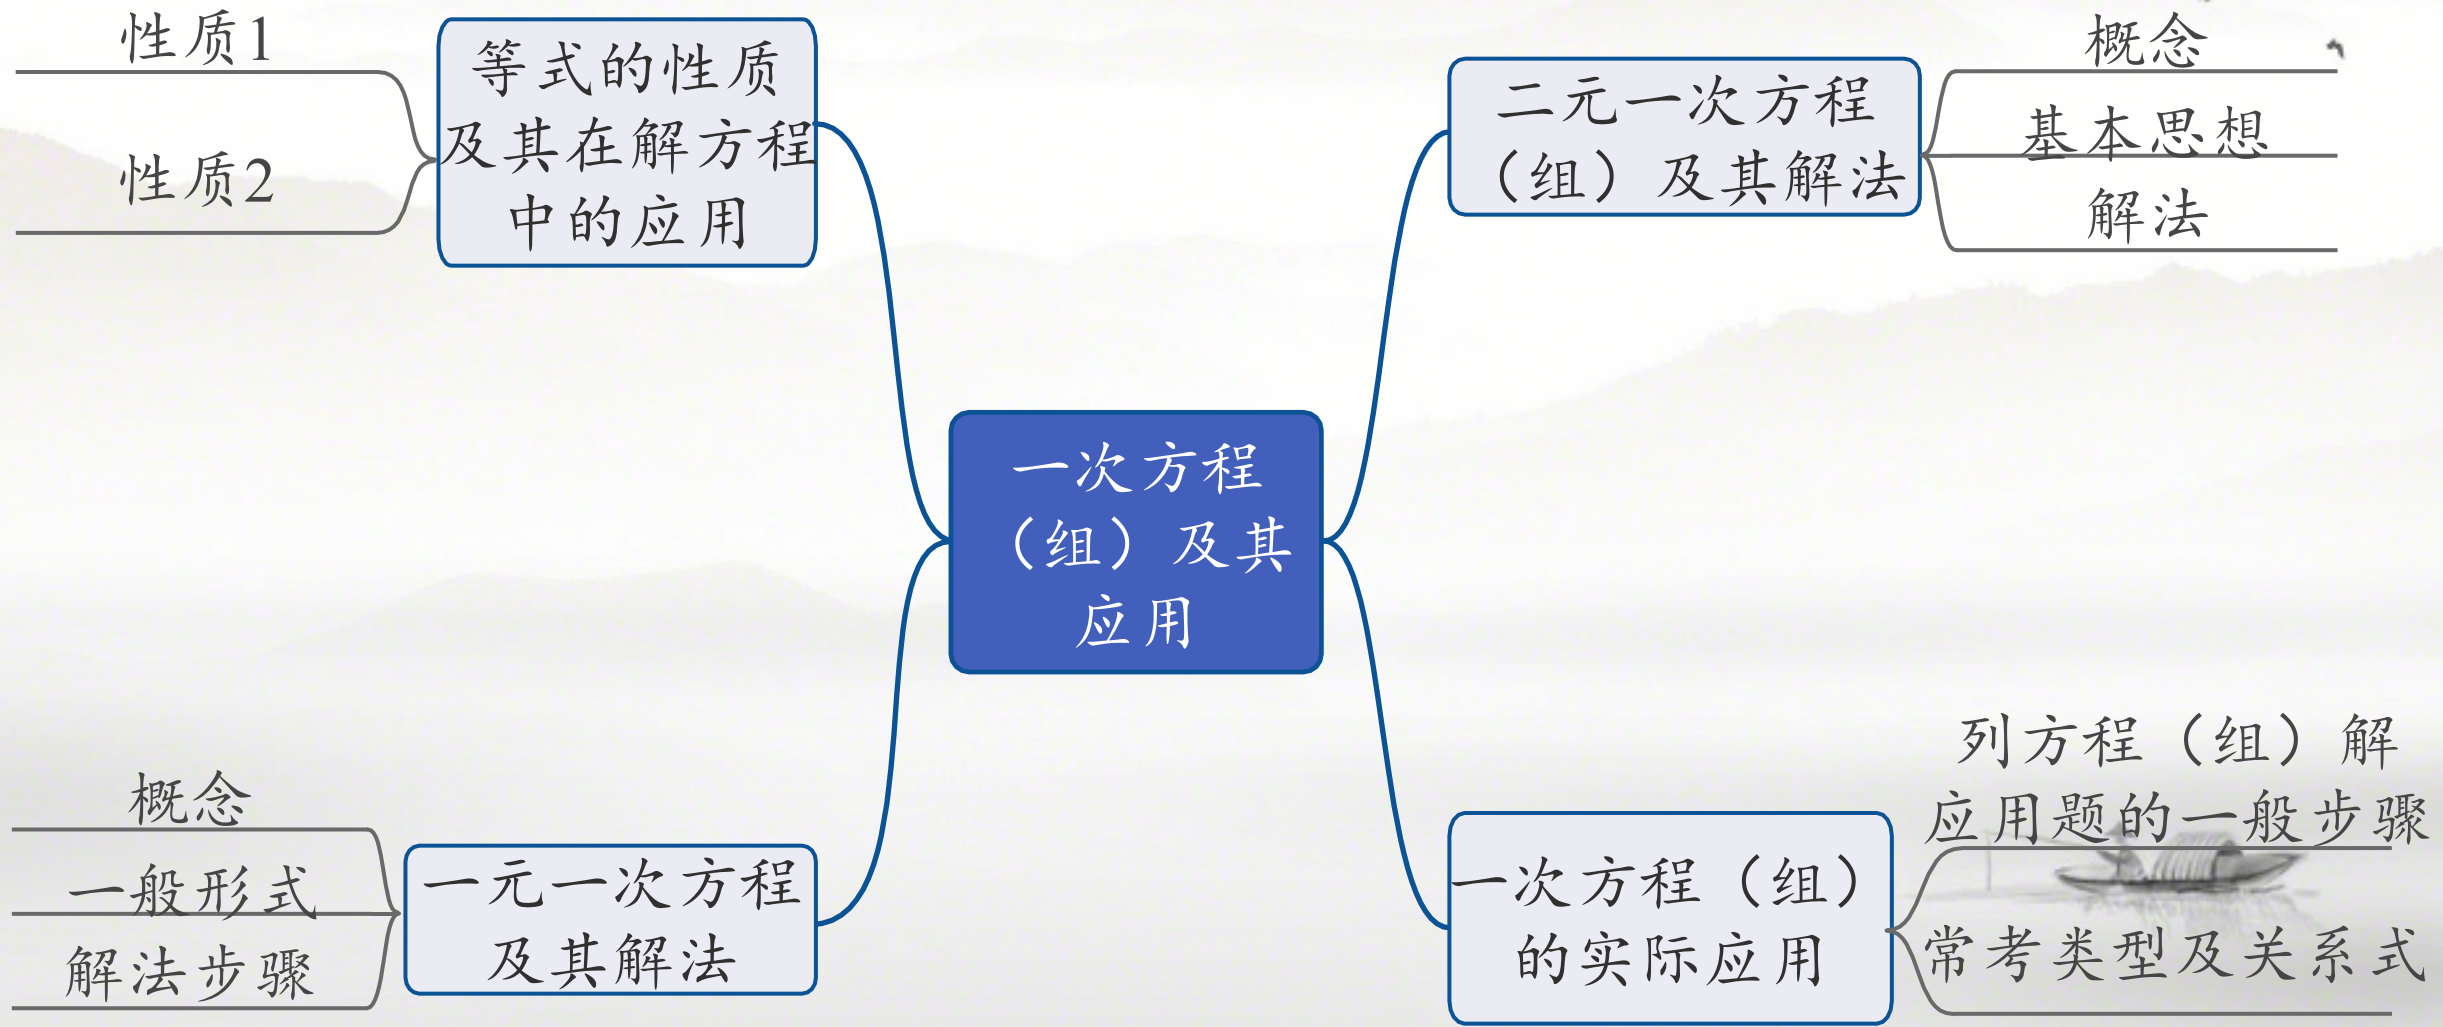 性质1
性质2
等式的性质
及其在解方程
中的应用
二元一次方程
（组）及其解法
概念
基本思想
解法
一次方程
（组）及其
应用
概念
一般形式
解法步骤
一元一次方程
及其解法
一次方程（组）
的实际应用
列方程（组）解
应用题的一般步骤
常考类型及关系式